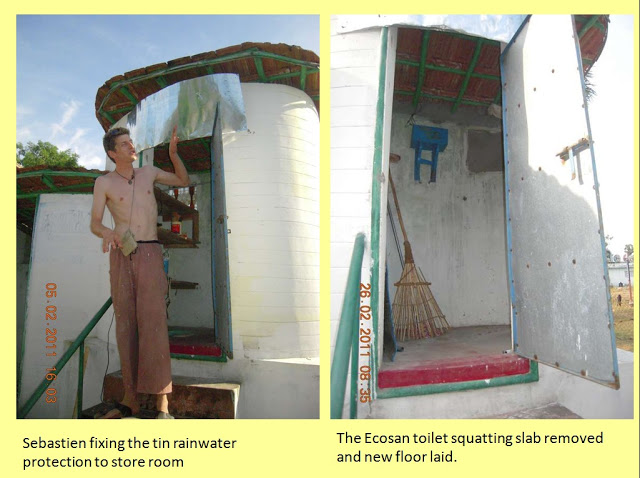 05.02.2011 16:03
26.02.2011 08:35
Sebastien fixing the tin rainwater
protection to store room
The Ecosan toilet squatting slab removed
and new floor laid.